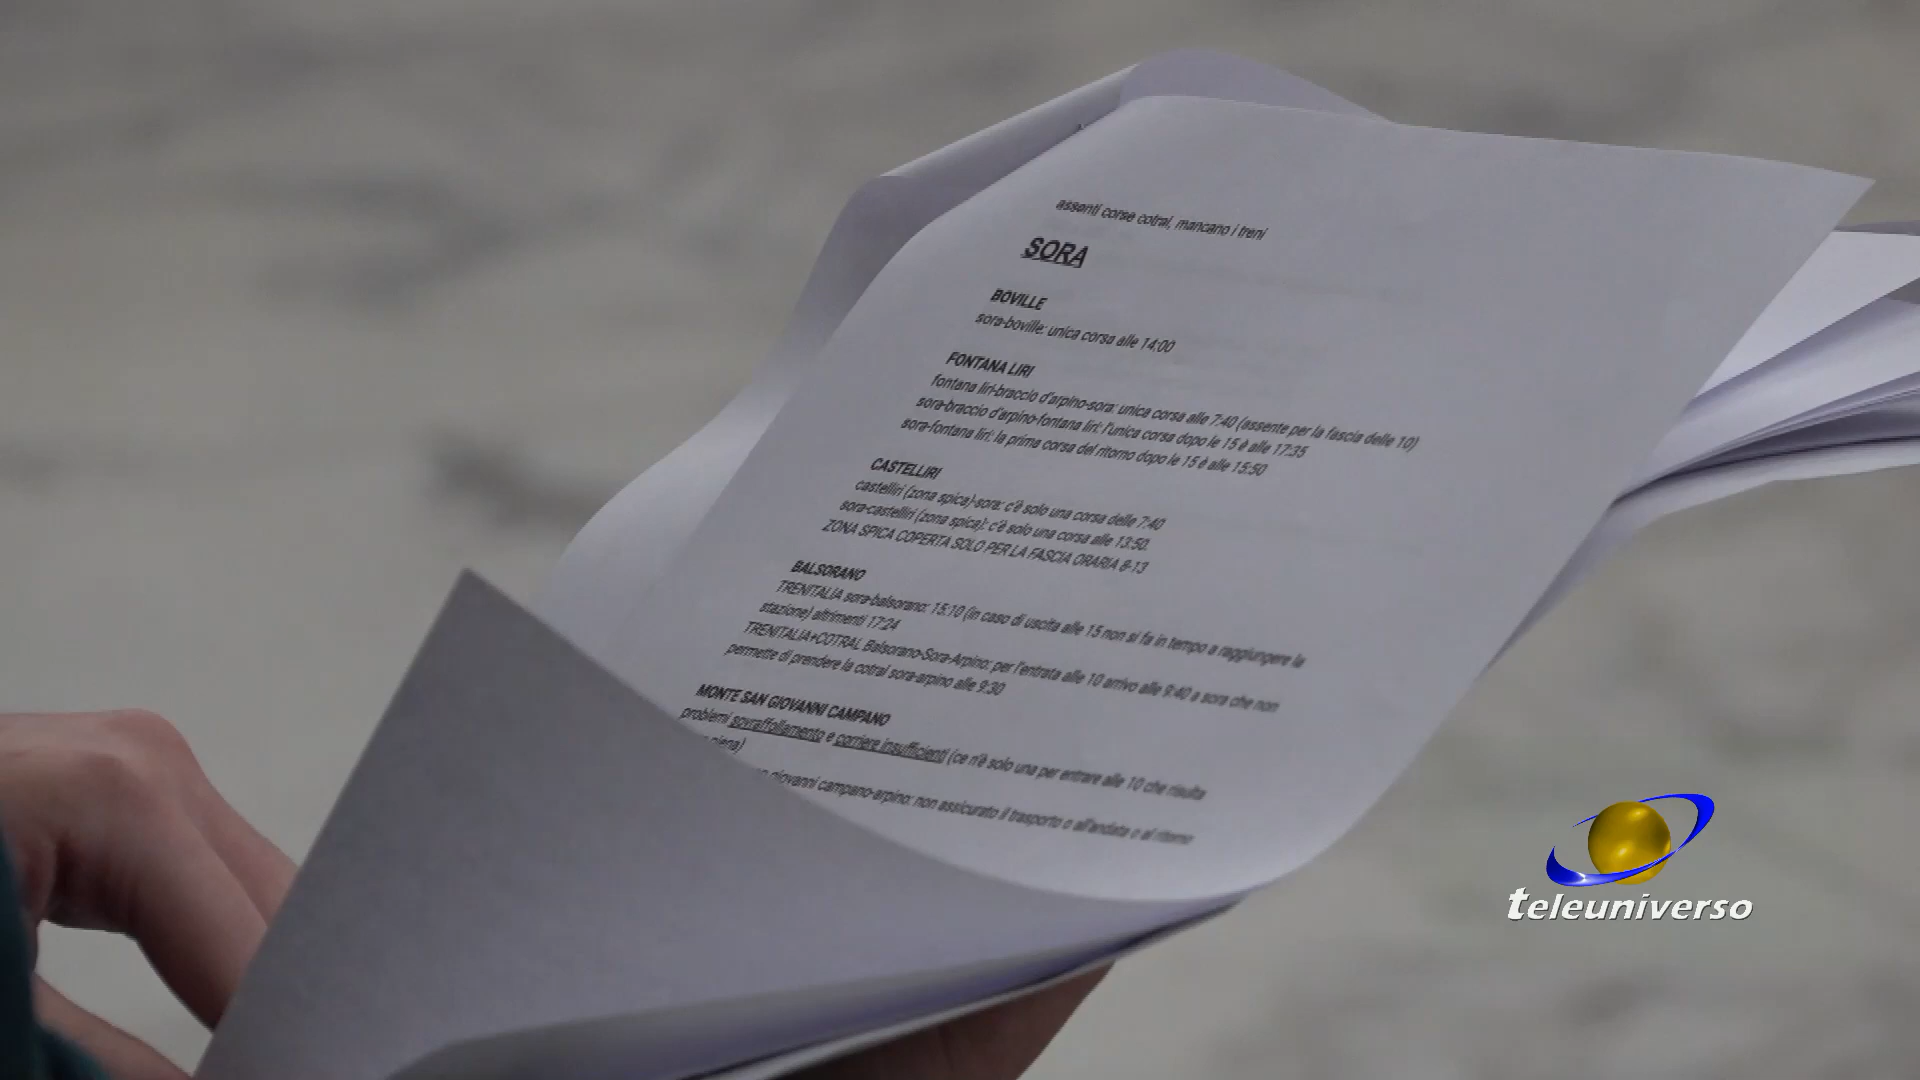 assenti corse cotral, mancano i treni
SORA
BOVILLE
sora-boville: unica corsa alle 14:00
FONTANA LIRI
fontana liri-braccio d'arpino-sora: unica corsa alle 7:40 (assente per la fascia delle 10)
sora-braccio d'arpino-fontana liri: l'unica corsa dopo le 15 è alle 17:35
sora-fontana liri: la prima corsa del ritorno dopo le 15 è alle 15:50
CASTELLIRI
castelliri (zona spica)-sora: c'è solo una corsa delle 7:40
sora-castelliri (zona spica): c'è solo una corsa alle 13:50.
ZONA SPICA COPERTA SOLO PER LA FASCIA ORARIA 8-13
BALSORANO
TRENITALIA sora-balsorano: 15:10 (in caso di uscita alle 15 non si fa in tempo a raggiungere la
stazione) altrimenti 17:24
TRENITALIA+COTRAL Balsorano-Sora-Arpino: per l'entrata alle 10 arrivo alle 9:40 a sora che non
permette di prendere la cotral sora-arpino alle 9:30
MONTE SAN GIOVANNI CAMPANO
problemi sovraffollamento e corriere insufficienti (ce n'è solo una per entrare alle 10 che risulta
piena)
giovanni campano-arpino: non assicurato il trasporto o all'andata o al ritorno
teleuniverso